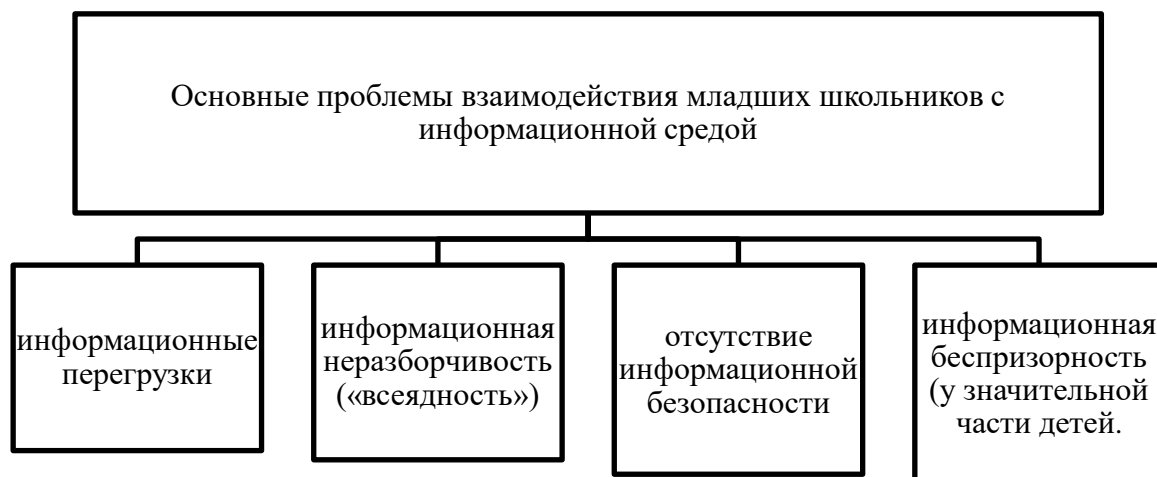 Основные проблемы взаимодействия младших школьников с
информационной средой
информационные
перегрузки
информационная
неразборчивость
(«всеядность»)
отсутствие
информационной
безопасности
информационная
беспризорность
(у значительной
части детей.